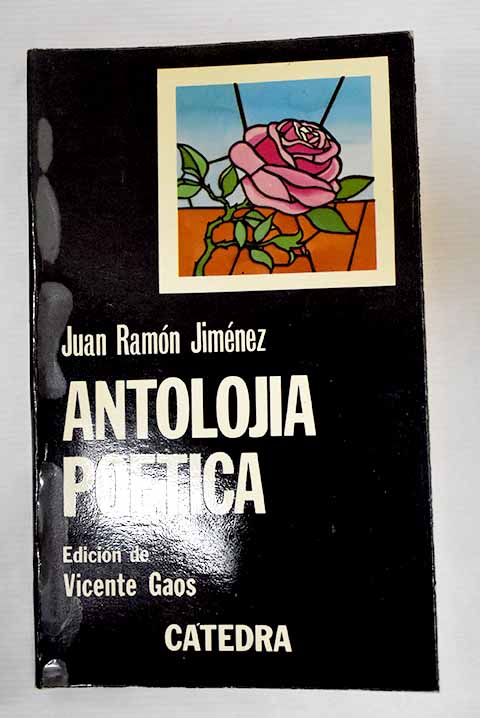 Juan Ramón Jiménez
ANTOLOJIA
POETICA
Edición de
Vicente Gaos
CATEDRA